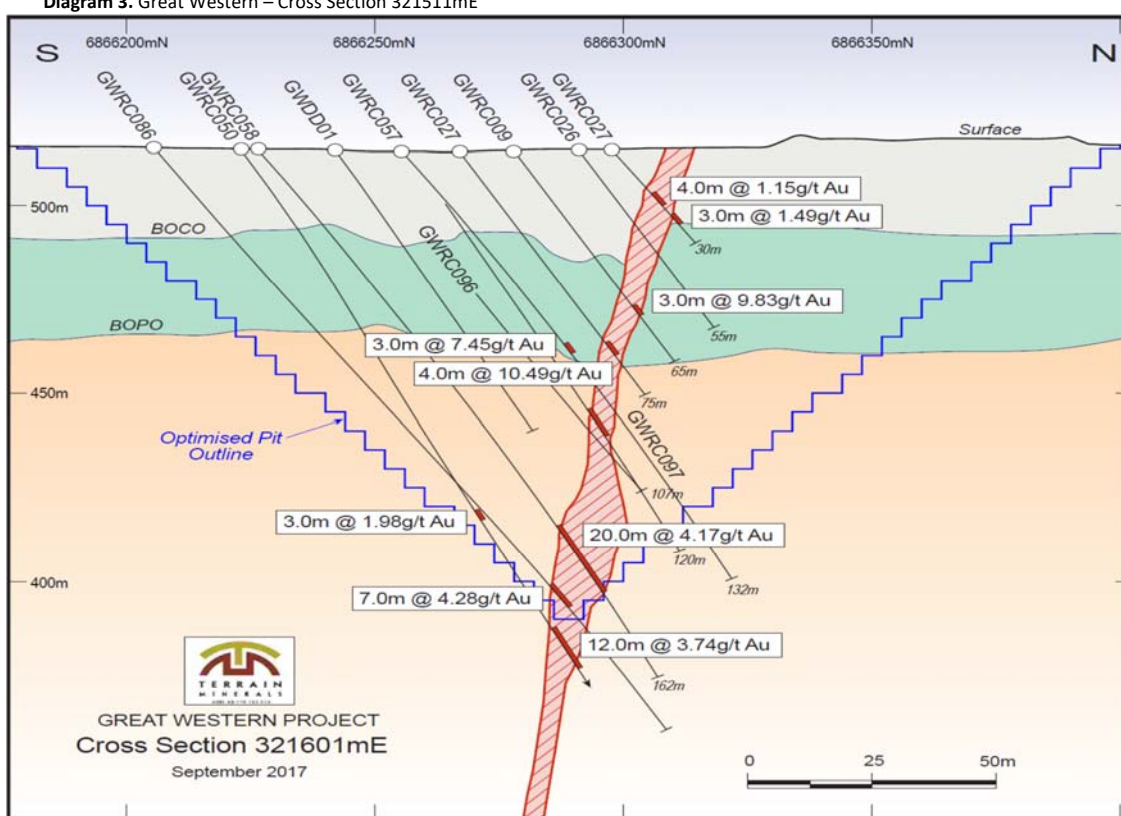 Diagram 3. Great Western – Cross Section 321511mE
S
6866200mN
6866250mN
6866300mN
6866350mN
N
GWRC086
GWRC050
GWRC058
GWDD01
GWRC057
GWRC027
GWRC009
GWRC026
GWRC027
Surface
4.0m @ 1.15g/t Au
500m
3.0m @ 1.49g/t Au
BOCO
30m
GWRC096
3.0m @ 9.83g/t Au
BOPO
55m
3.0m @ 7.45g/t Au
65m
4.0m @ 10.49g/t Au
450m
75m
GWRC097
Optimised Pit
Outline
107m
3.0m @ 1.98g/t Au
20.0m @ 4.17g/t Au
120m
400m
132m
7.0m @ 4.28g/t Au
12.0m @ 3.74g/t Au
162m
TERRAIN
MINERALS
GREAT WESTERN PROJECT
Cross Section 321601mE
September 2017
0
25
50m